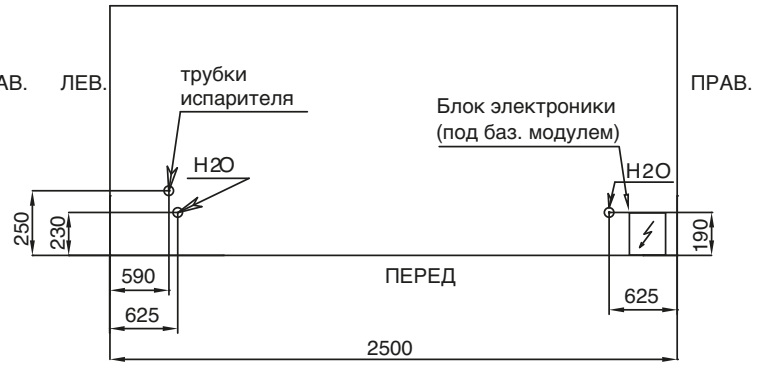 АВ.
ЛЕВ.
трубки
испарителя
ПРАВ.
Блок электроники
(под баз. модулем)
H2O
H2O
250
230
190
590
ПЕРЕД
625
625
2500